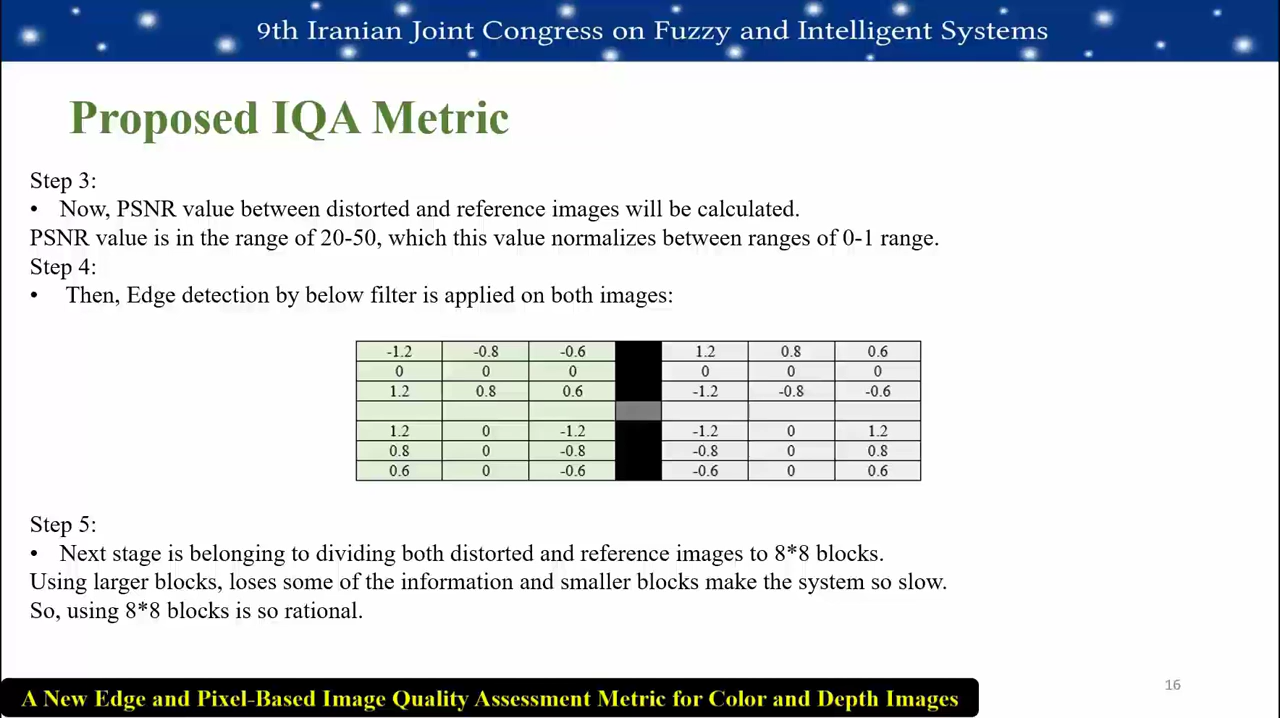 9th Iranian Joint Congress on Fuzzy and Intelligent Systems
Proposed IQA Metric
Step 3:
• Now, PSNR value between distorted and reference images will be calculated.
PSNR value is in the range of 20-50, which this value normalizes between ranges of 0-1 range.
Step 4:
• Then, Edge detection by below filter is applied on both images:
-1.2 -0.8 -0.6 1.2 0.8 0.6
0 0 0 0 0 0
1.2 0.8 0.6 -1.2 -0.8 -0.6
1.2 0 -1.2 -1.2 0 1.2
0.8 0 -0.8 -0.8 0 0.8
0.6 0 -0.6 -0.6 0 0.6
Step 5:
• Next stage is belonging to dividing both distorted and reference images to 8*8 blocks.
Using larger blocks, loses some of the information and smaller blocks make the system so slow.
So, using 8*8 blocks is so rational.
16
A New Edge and Pixel-Based Image Quality Assessment Metric for Color and Depth Images